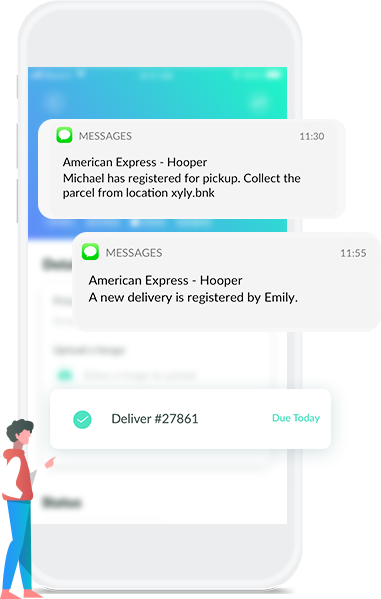 MESSAGES 11:30
American Express - Hooper
Michael has registered for pickup. Collect the
parcel from location xyly.bnk
MESSAGES 11:55
American Express - Hooper
A new delivery is registered by Emily.
Deliver #27861 Due Today
Status